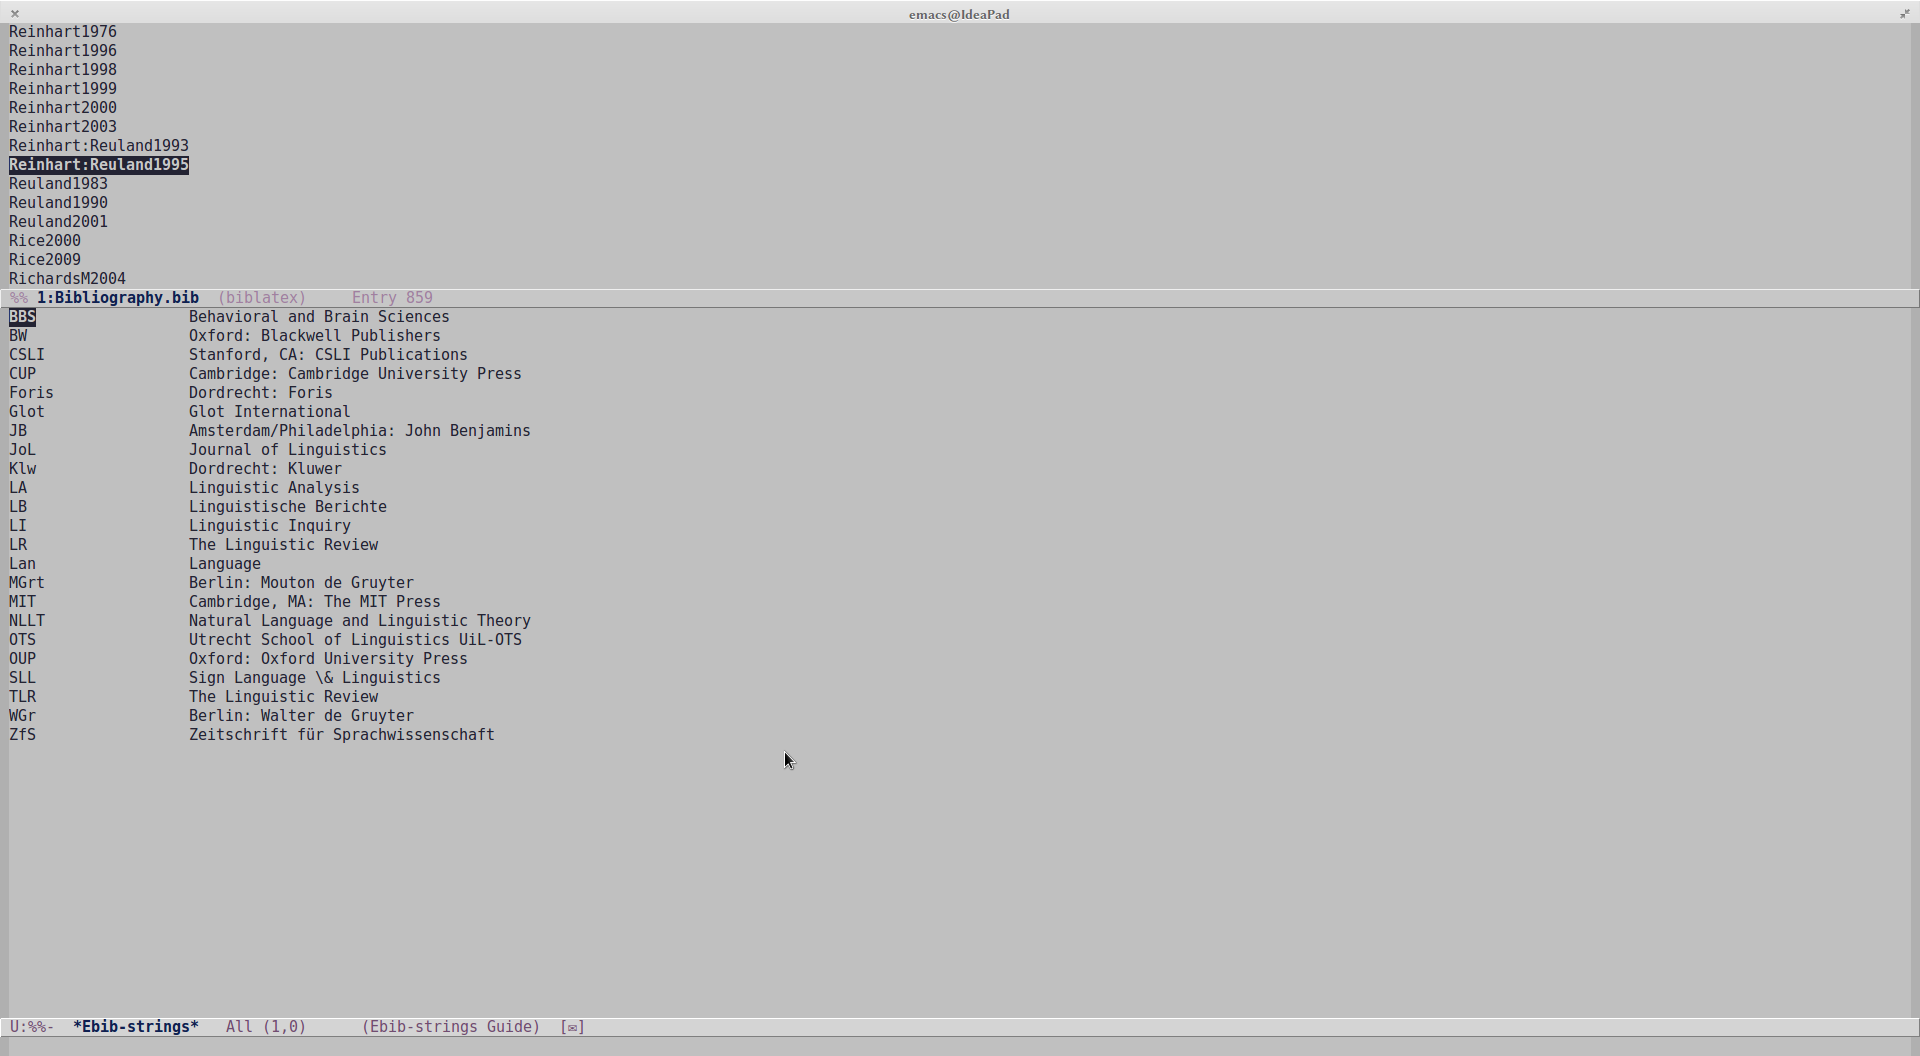 emacs@IdeaPad
Reinhart1976
Reinhart1996
Reinhart1998
Reinhart1999
Reinhart2000
Reinhart2003
Reinhart:Reuland1993
Reinhart:Reuland1995
Reuland1983
Reuland1990
Reuland2001
Rice2000
Rice2009
RichardsM2004
%% 1:Bibliography.bib (biblatex) Entry 859
BBS Behavioral and Brain Sciences
BW Oxford: Blackwell Publishers
CSLI Stanford, CA: CSLI Publications
CUP Cambridge: Cambridge University Press
Foris Dordrecht: Foris
Glot Glot International
JB Amsterdam/Philadelphia: John Benjamins
JoL Journal of Linguistics
Klw Dordrecht: Kluwer
LA Linguistic Analysis
LB Linguistische Berichte
LI Linguistic Inquiry
LR The Linguistic Review
Lan Language
MGrt Berlin: Mouton de Gruyter
MIT Cambridge, MA: The MIT Press
NLLT Natural Language and Linguistic Theory
OTS Utrecht School of Linguistics UiL-OTS
OUP Oxford: Oxford University Press
SLL Sign Language \& Linguistics
TLR The Linguistic Review
WGr Berlin: Walter de Gruyter
ZfS Zeitschrift für Sprachwissenschaft
U:%%- *Ebib-strings* All (1,0) (Ebib-strings Guide) [✉]